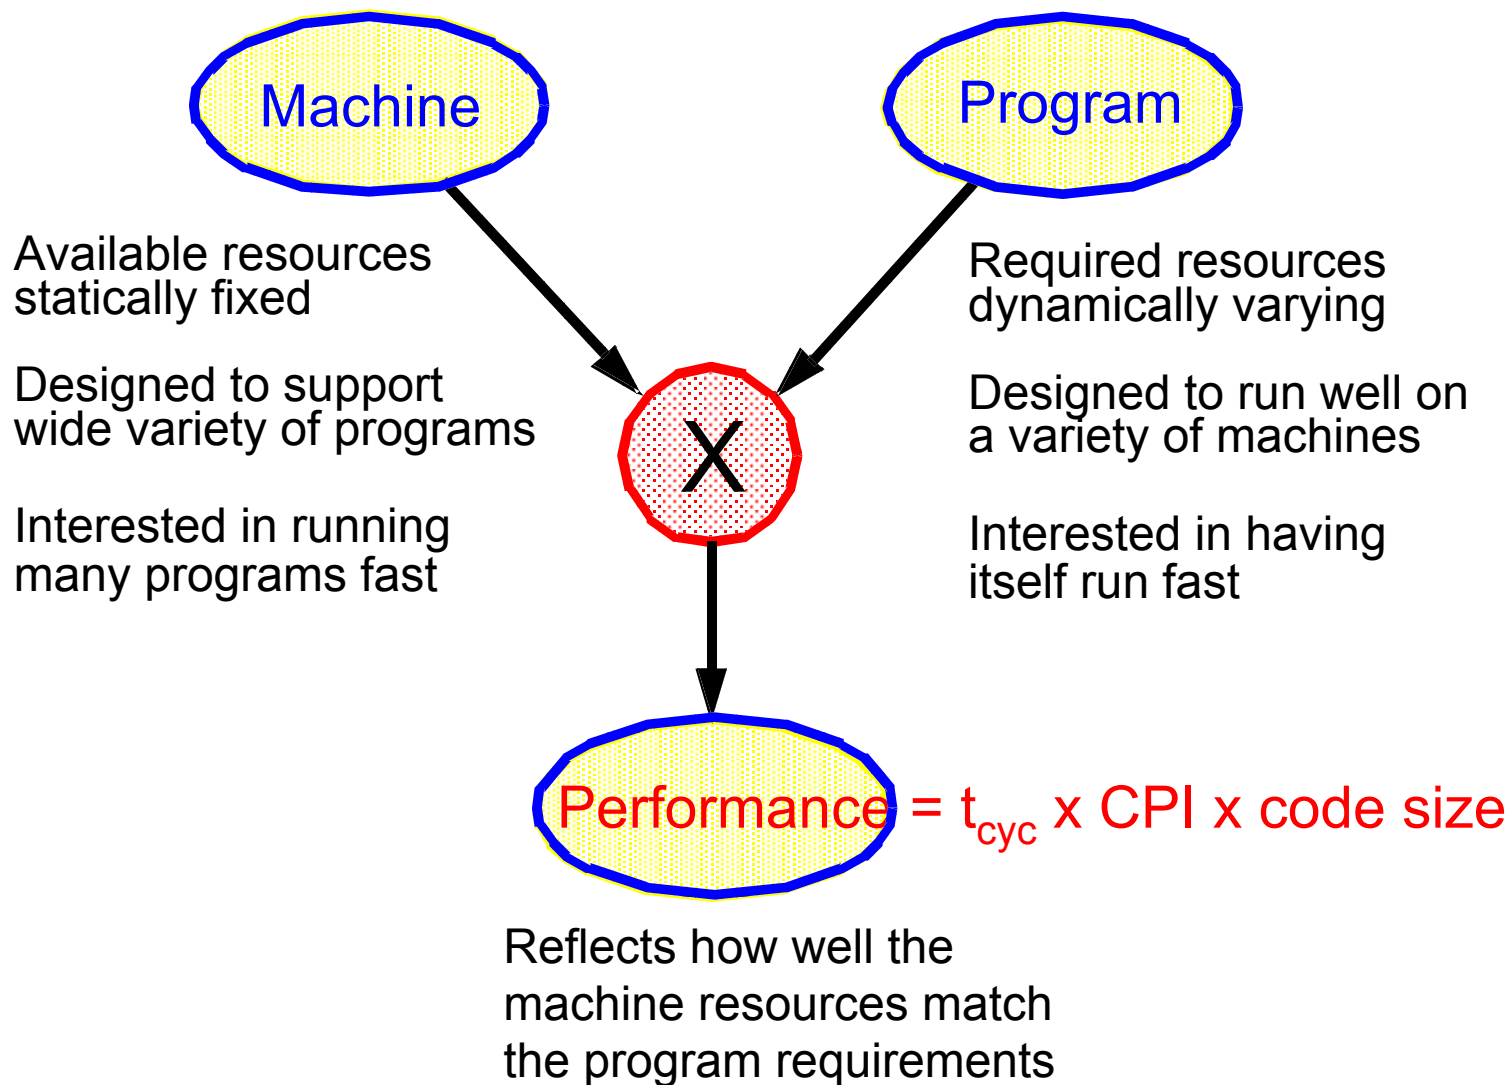 Machine
Program
Available resources
statically fixed
Required resources
dynamically varying
Designed to support
wide variety of programs
Designed to run well on
a variety of machines
X
Interested in running
many programs fast
Interested in having
itself run fast
Performance = tcyc x CPI x code size
Reflects how well the
machine resources match
the program requirements